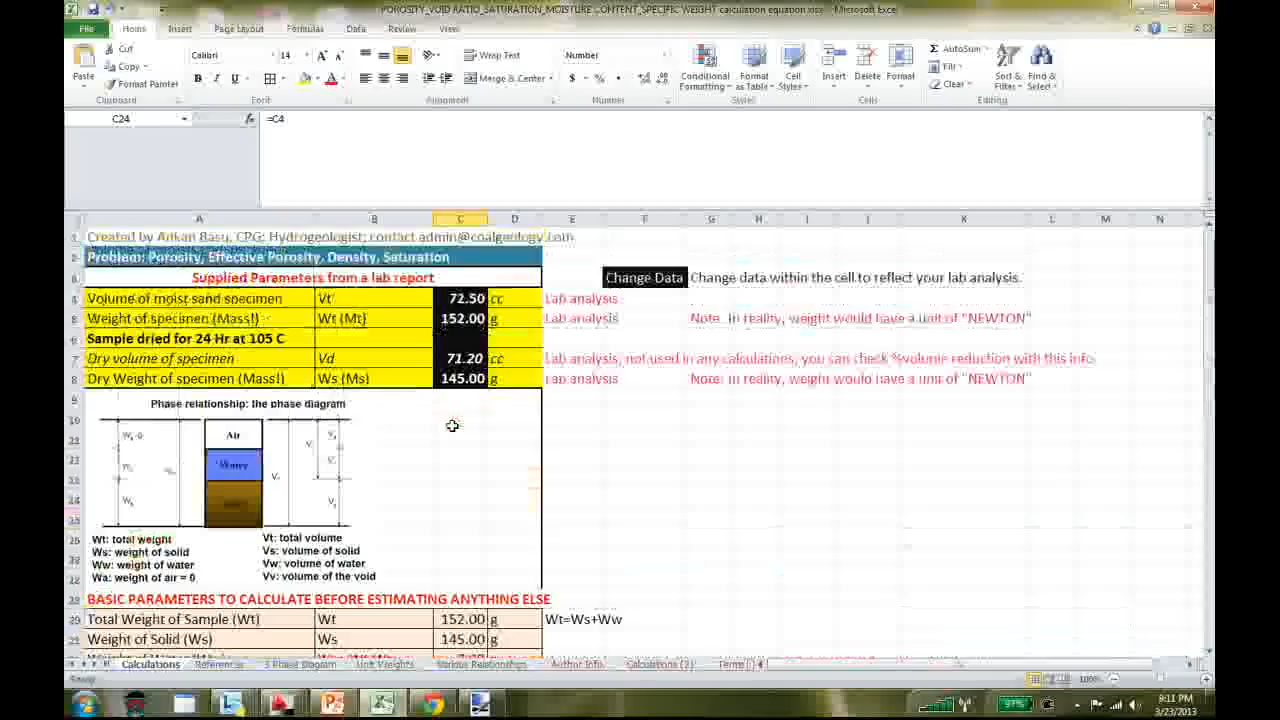 POROSITY_VOID RATIO_SATURATION_MOISTURE CONTENT_SPECIFIC WEIGHT calculation equation.xlsx - Microsoft Excel
File Home Insert Page Layout Formulas Data Review View
Cut
Copy
Format Painter
Paste
Calibri 14
B I U
Wrap Text
Merge & Center
Number
$ % ,
Conditional Formatting
Format as Table
Cell Styles
Insert Delete Format
AutoSum
Fill
Clear
Sort & Filter
Find & Select
Clipboard Font Alignment Number Styles Cells Editing
C24 fx =C4
A B C D E F G H I J K L M N
Created by Ankan Basu, CPG; Hydrogeologist; contact.admin@coalgeology.com
Problem: Porosity, Effective Porosity, Density, Saturation
Supplied Parameters from a lab report Change Data Change data within the cell to reflect your lab analysis.
Volume of moist sand specimen Vt 72.50 cc Lab analysis
Weight of specimen (Mass!) Wt (Mt) 152.00 g Lab analysis Note: in reality, weight would have a unit of "NEWTON"
Sample dried for 24 Hr at 105 C
Dry volume of specimen Vd 71.20 cc Lab analysis, not used in any calculations, you can check %volume reduction with this info
Dry Weight of specimen (Mass!) Ws (Ms) 145.00 g Lab analysis Note: in reality, weight would have a unit of "NEWTON"
Phase relationship: the phase diagram
Air
Water
Wt: total weight Vt: total volume
Ws: weight of solid Vs: volume of solid
Ww: weight of water Vw: volume of water
Wa: weight of air = 0 Vv: volume of the void
BASIC PARAMETERS TO CALCULATE BEFORE ESTIMATING ANYTHING ELSE
Total Weight of Sample (Wt) Wt 152.00 g Wt=Ws+Ww
Weight of Solid (Ws) Ws 145.00 g
Calculations References 3 Phase Diagram Unit Weights Various Relationships Author Info Calculations (2) Terms
Ready 100%
97% 9:11 PM
3/23/2013